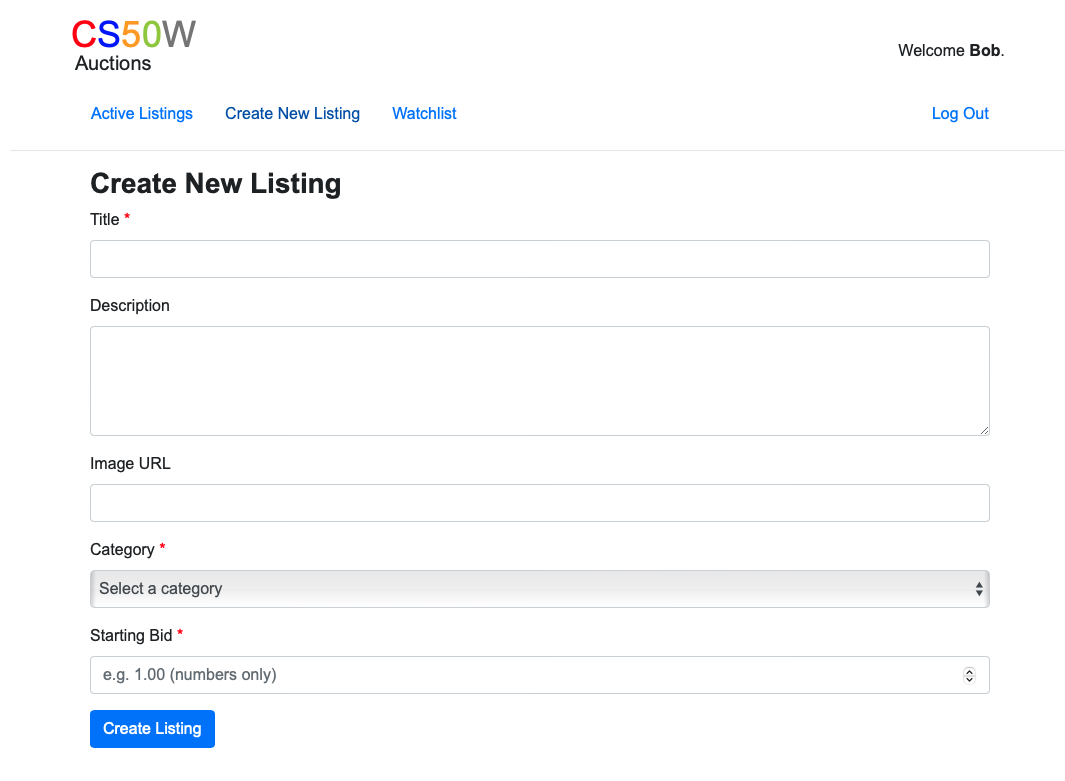 CS50W
Auctions
Welcome Bob.
Active Listings Create New Listing Watchlist Log Out
Create New Listing
Title *
Description
Image URL
Category *
Select a category
Starting Bid *
e.g. 1.00 (numbers only)
Create Listing